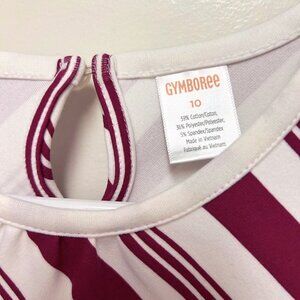 GYMBOREE
10
59% Cotton/Coton,
36% Polyester/Polyester,
5% Spandex/Spandex
Made in Vietnam
Fabriqué au Vietnam